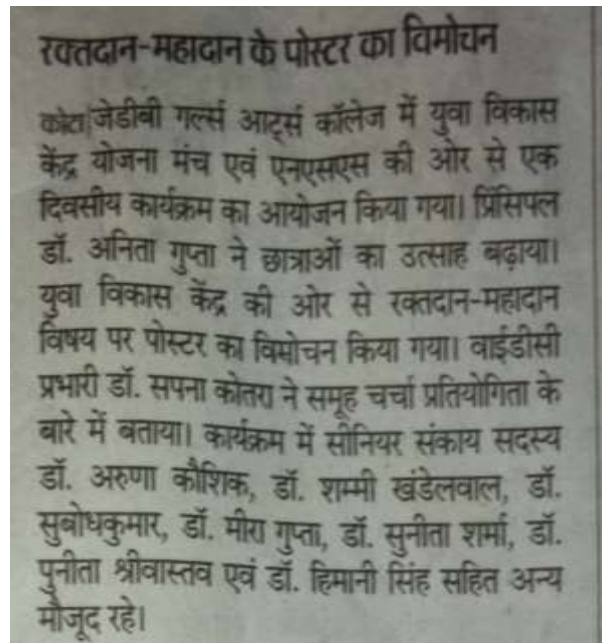 रक्तदान-महादान के पोस्टर का विमोचन
कोटा|जेडीबी गर्ल्स आर्ट्स कॉलेज में युवा विकास
केंद्र योजना मंच एवं एनएसएस की ओर से एक
दिवसीय कार्यक्रम का आयोजन किया गया। प्रिंसिपल
डॉ. अनिता गुप्ता ने छात्राओं का उत्साह बढ़ाया।
युवा विकास केंद्र की ओर से रक्तदान-महादान
विषय पर पोस्टर का विमोचन किया गया। वाईडीसी
प्रभारी डॉ. सपना कोतरा ने समूह चर्चा प्रतियोगिता के
बारे में बताया। कार्यक्रम में सीनियर संकाय सदस्य
डॉ. अरुणा कौशिक, डॉ. शम्मी खंडेलवाल, डॉ.
सुबोधकुमार, डॉ. मीरा गुप्ता, डॉ. सुनीता शर्मा, डॉ.
पुनीता श्रीवास्तव एवं डॉ. हिमानी सिंह सहित अन्य
मौजूद रहे।